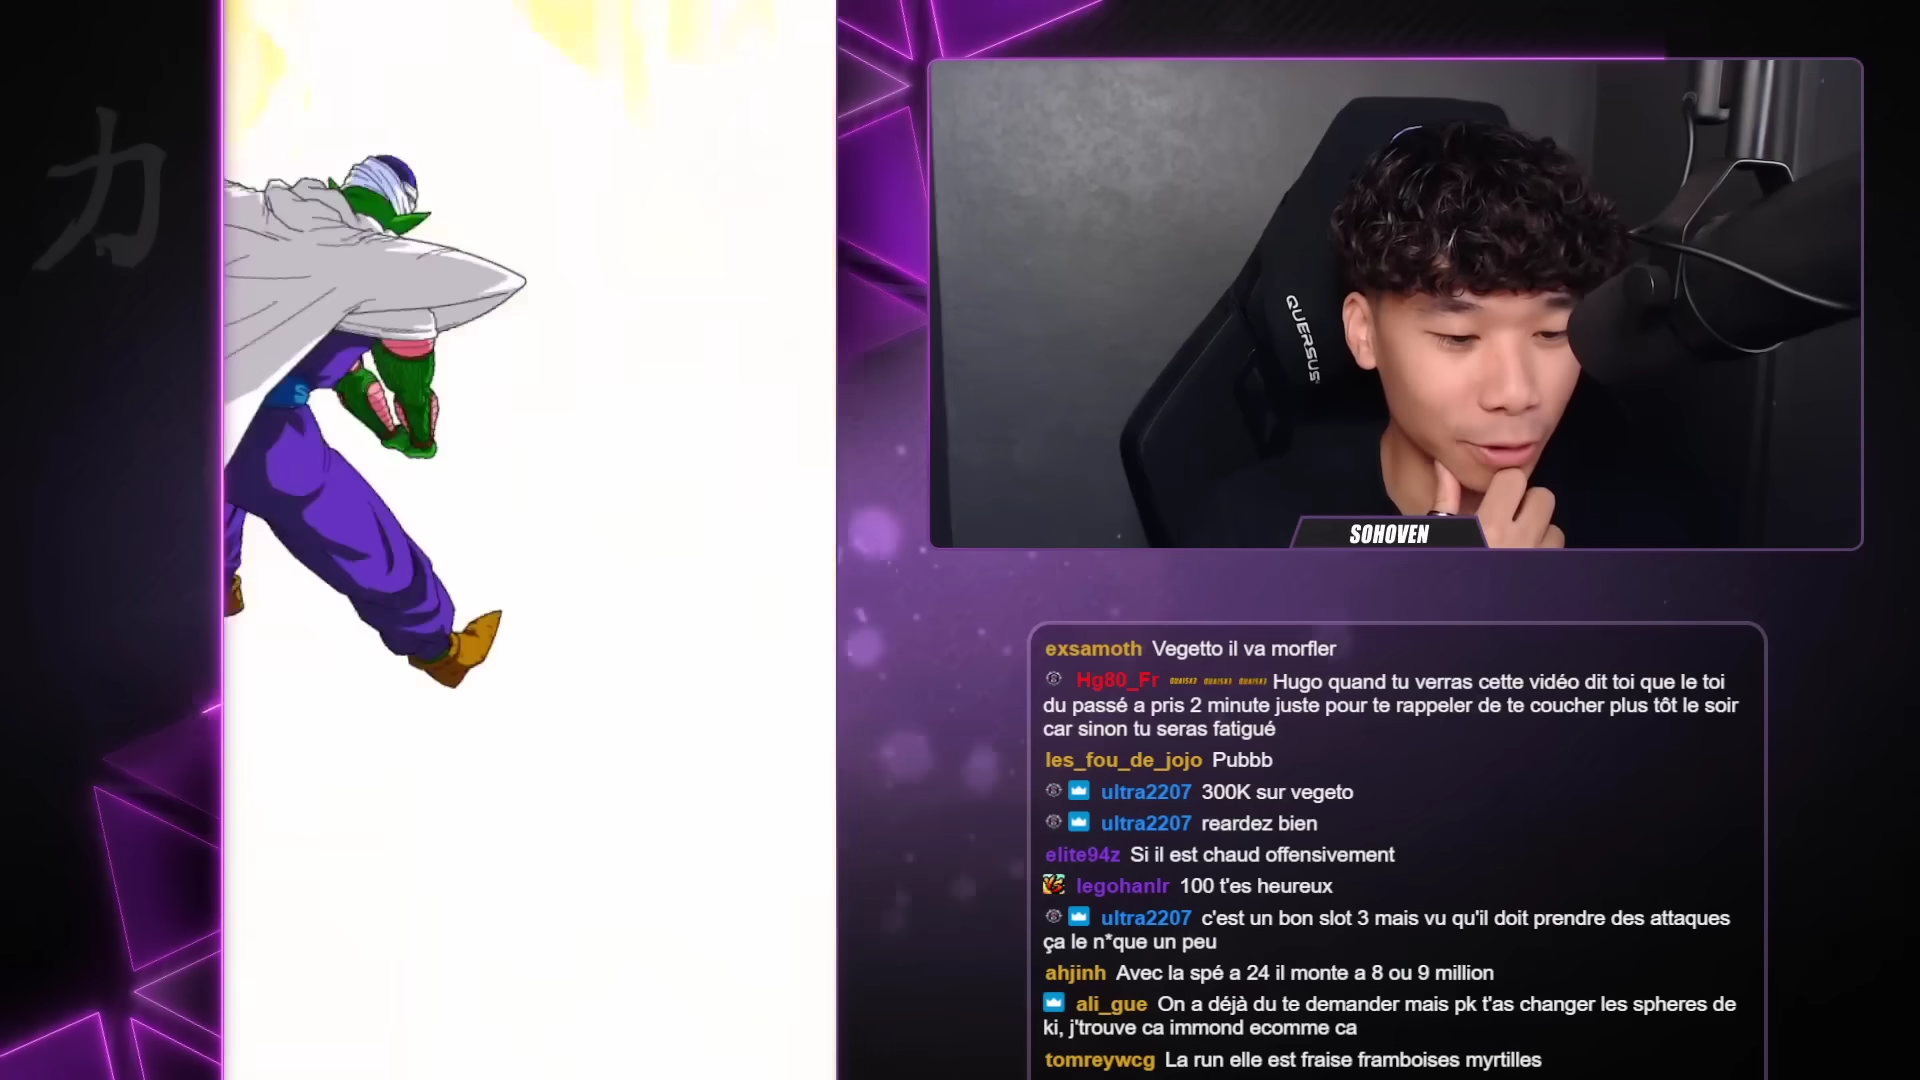 力
QUERSUS
SOHOVEN
exsamoth Vegetto il va morfler
Hg80_Fr Hugo quand tu verras cette vidéo dit toi que le toi
du passé a pris 2 minute juste pour te rappeler de te coucher plus tôt le soir
car sinon tu seras fatigué
les_fou_de_jojo Pubbb
ultra2207 300K sur vegeto
ultra2207 reardez bien
elite94z Si il est chaud offensivement
legohanlr 100 t'es heureux
ultra2207 c'est un bon slot 3 mais vu qu'il doit prendre des attaques
ça le n*que un peu
ahjinh Avec la spé a 24 il monte a 8 ou 9 million
ali_gue On a déjà du te demander mais pk t'as changer les spheres de
ki, j'trouve ca immond ecomme ca
tomreywcg La run elle est fraise framboises myrtilles